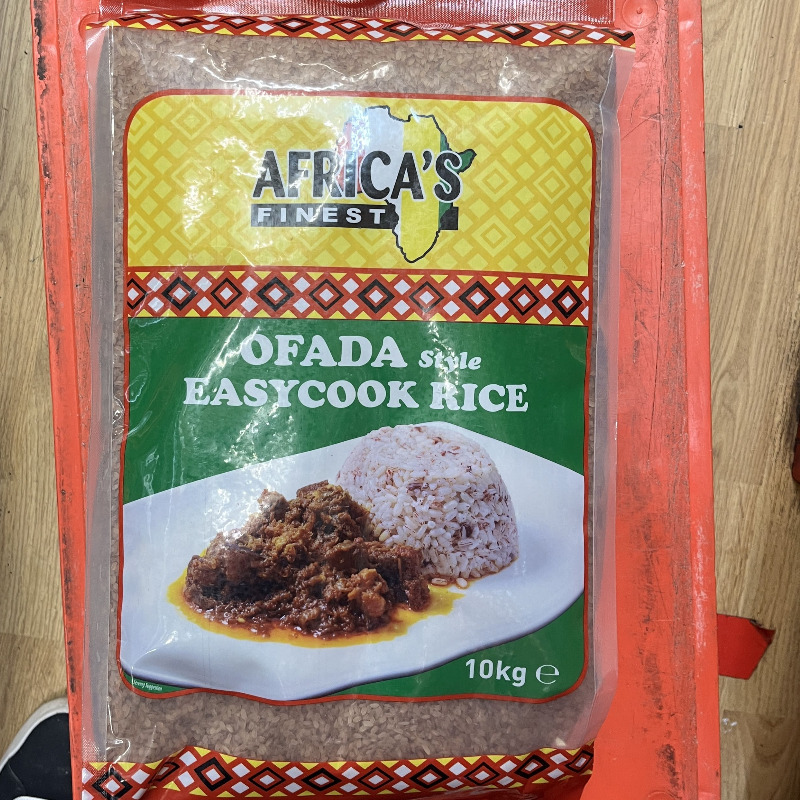 AFRICA'S
FINEST
OFADA Style
EASYCOOK RICE
10kg ℮